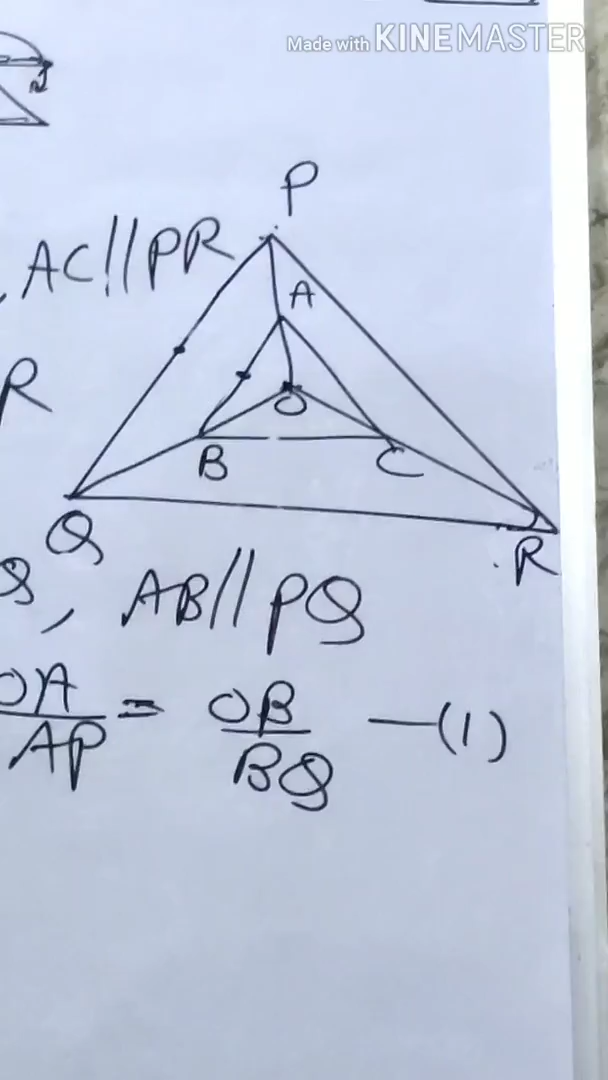 Made with KINEMASTER
P
, AC//PR
A
R
O
B
C
Q
R
Q, AB//PQ
OA/AP = OB/BQ —(1)